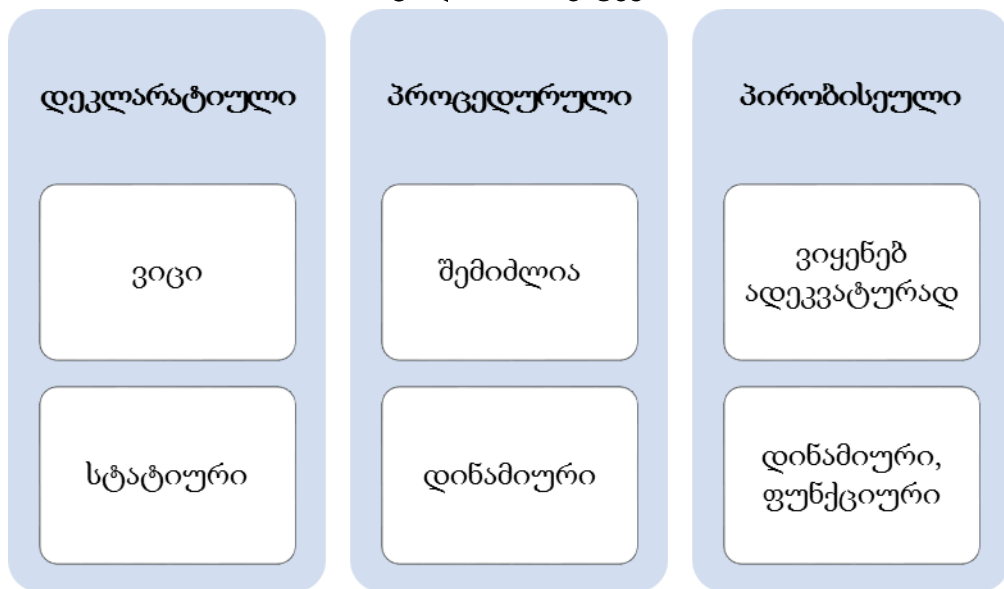 დეკლარატიული
ვიცი
სტატიური
პროცედურული
შემიძლია
დინამიური
პირობისეული
ვიყენებ
ადეკვატურად
დინამიური,
ფუნქციური